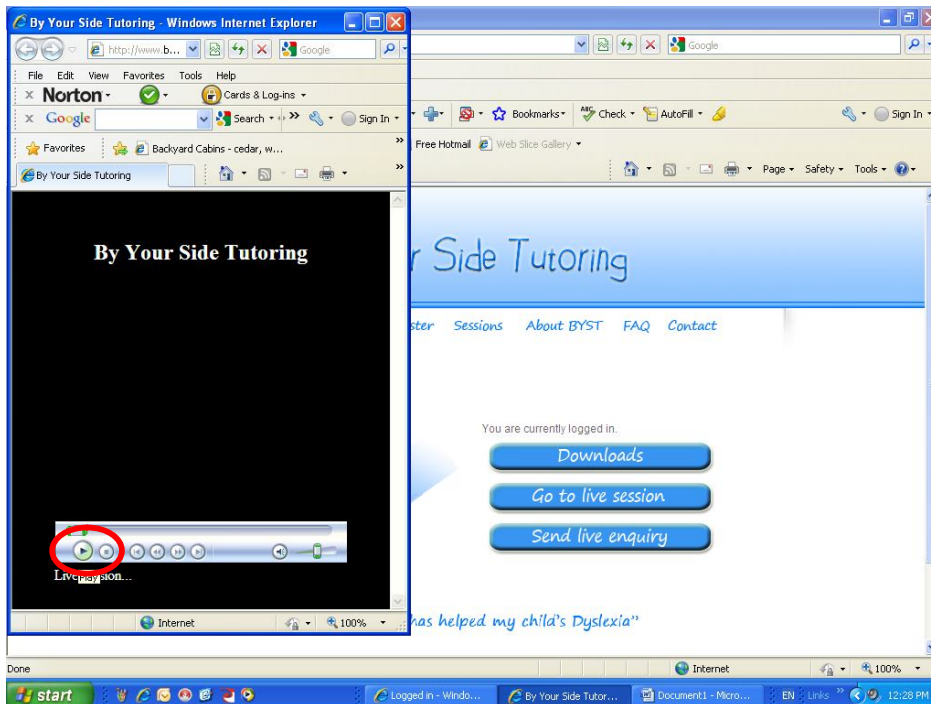 By Your Side Tutoring - Windows Internet Explorer
http://www.b...
Google
File Edit View Favorites Tools Help
x Norton
Cards & Log-ins
x Google
Search
»
Sign In
Favorites
Backyard Cabins - cedar, w...
»
By Your Side Tutoring
»
By Your Side Tutoring
Live
Play
sion...
Internet
100%
Google
Bookmarks
Check
AutoFill
Sign In
Free Hotmail
Web Slice Gallery
Page
Safety
Tools
r Side Tutoring
ster Sessions About BYST FAQ Contact
You are currently logged in.
Downloads
Go to live session
Send live enquiry
has helped my child's Dyslexia"
Done
Internet
100%
start
Logged in - Windo...
By Your Side Tutor...
Document1 - Micro...
EN
Links
»
12:28 PM